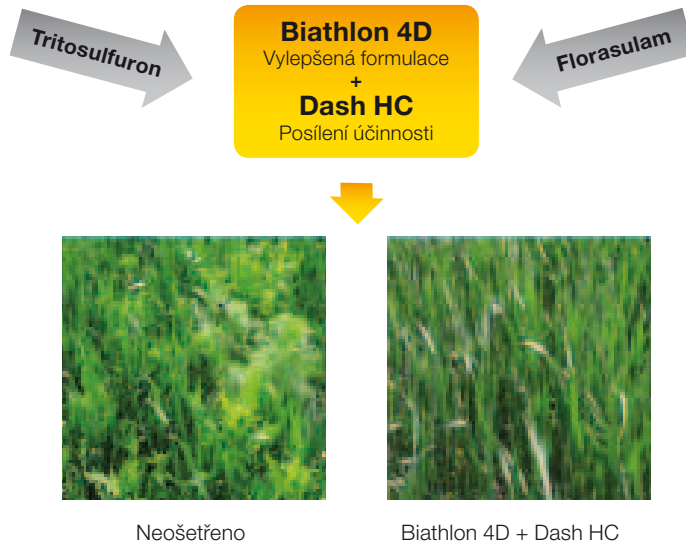 Tritosulfuron
Biathlon 4D
Vylepšená formulace
+
Dash HC
Posílení účinnosti
Florasulam
Neošetřeno
Biathlon 4D + Dash HC